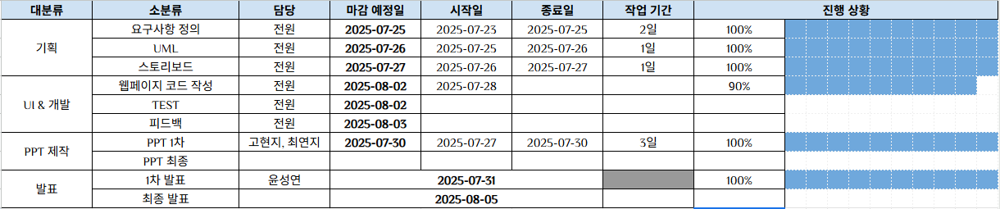 대분류 소분류 담당 마감 예정일 시작일 종료일 작업 기간 진행 상황
기획 요구사항 정의 전원 2025-07-25 2025-07-23 2025-07-25 2일 100%
UML 전원 2025-07-26 2025-07-25 2025-07-26 1일 100%
스토리보드 전원 2025-07-27 2025-07-26 2025-07-27 1일 100%
UI & 개발 웹페이지 코드 작성 전원 2025-08-02 2025-07-28 90%
TEST 전원 2025-08-02
피드백 전원 2025-08-03
PPT 제작 PPT 1차 고현지, 최연지 2025-07-30 2025-07-27 2025-07-30 3일 100%
PPT 최종
발표 1차 발표 윤성연 2025-07-31 100%
최종 발표 2025-08-05